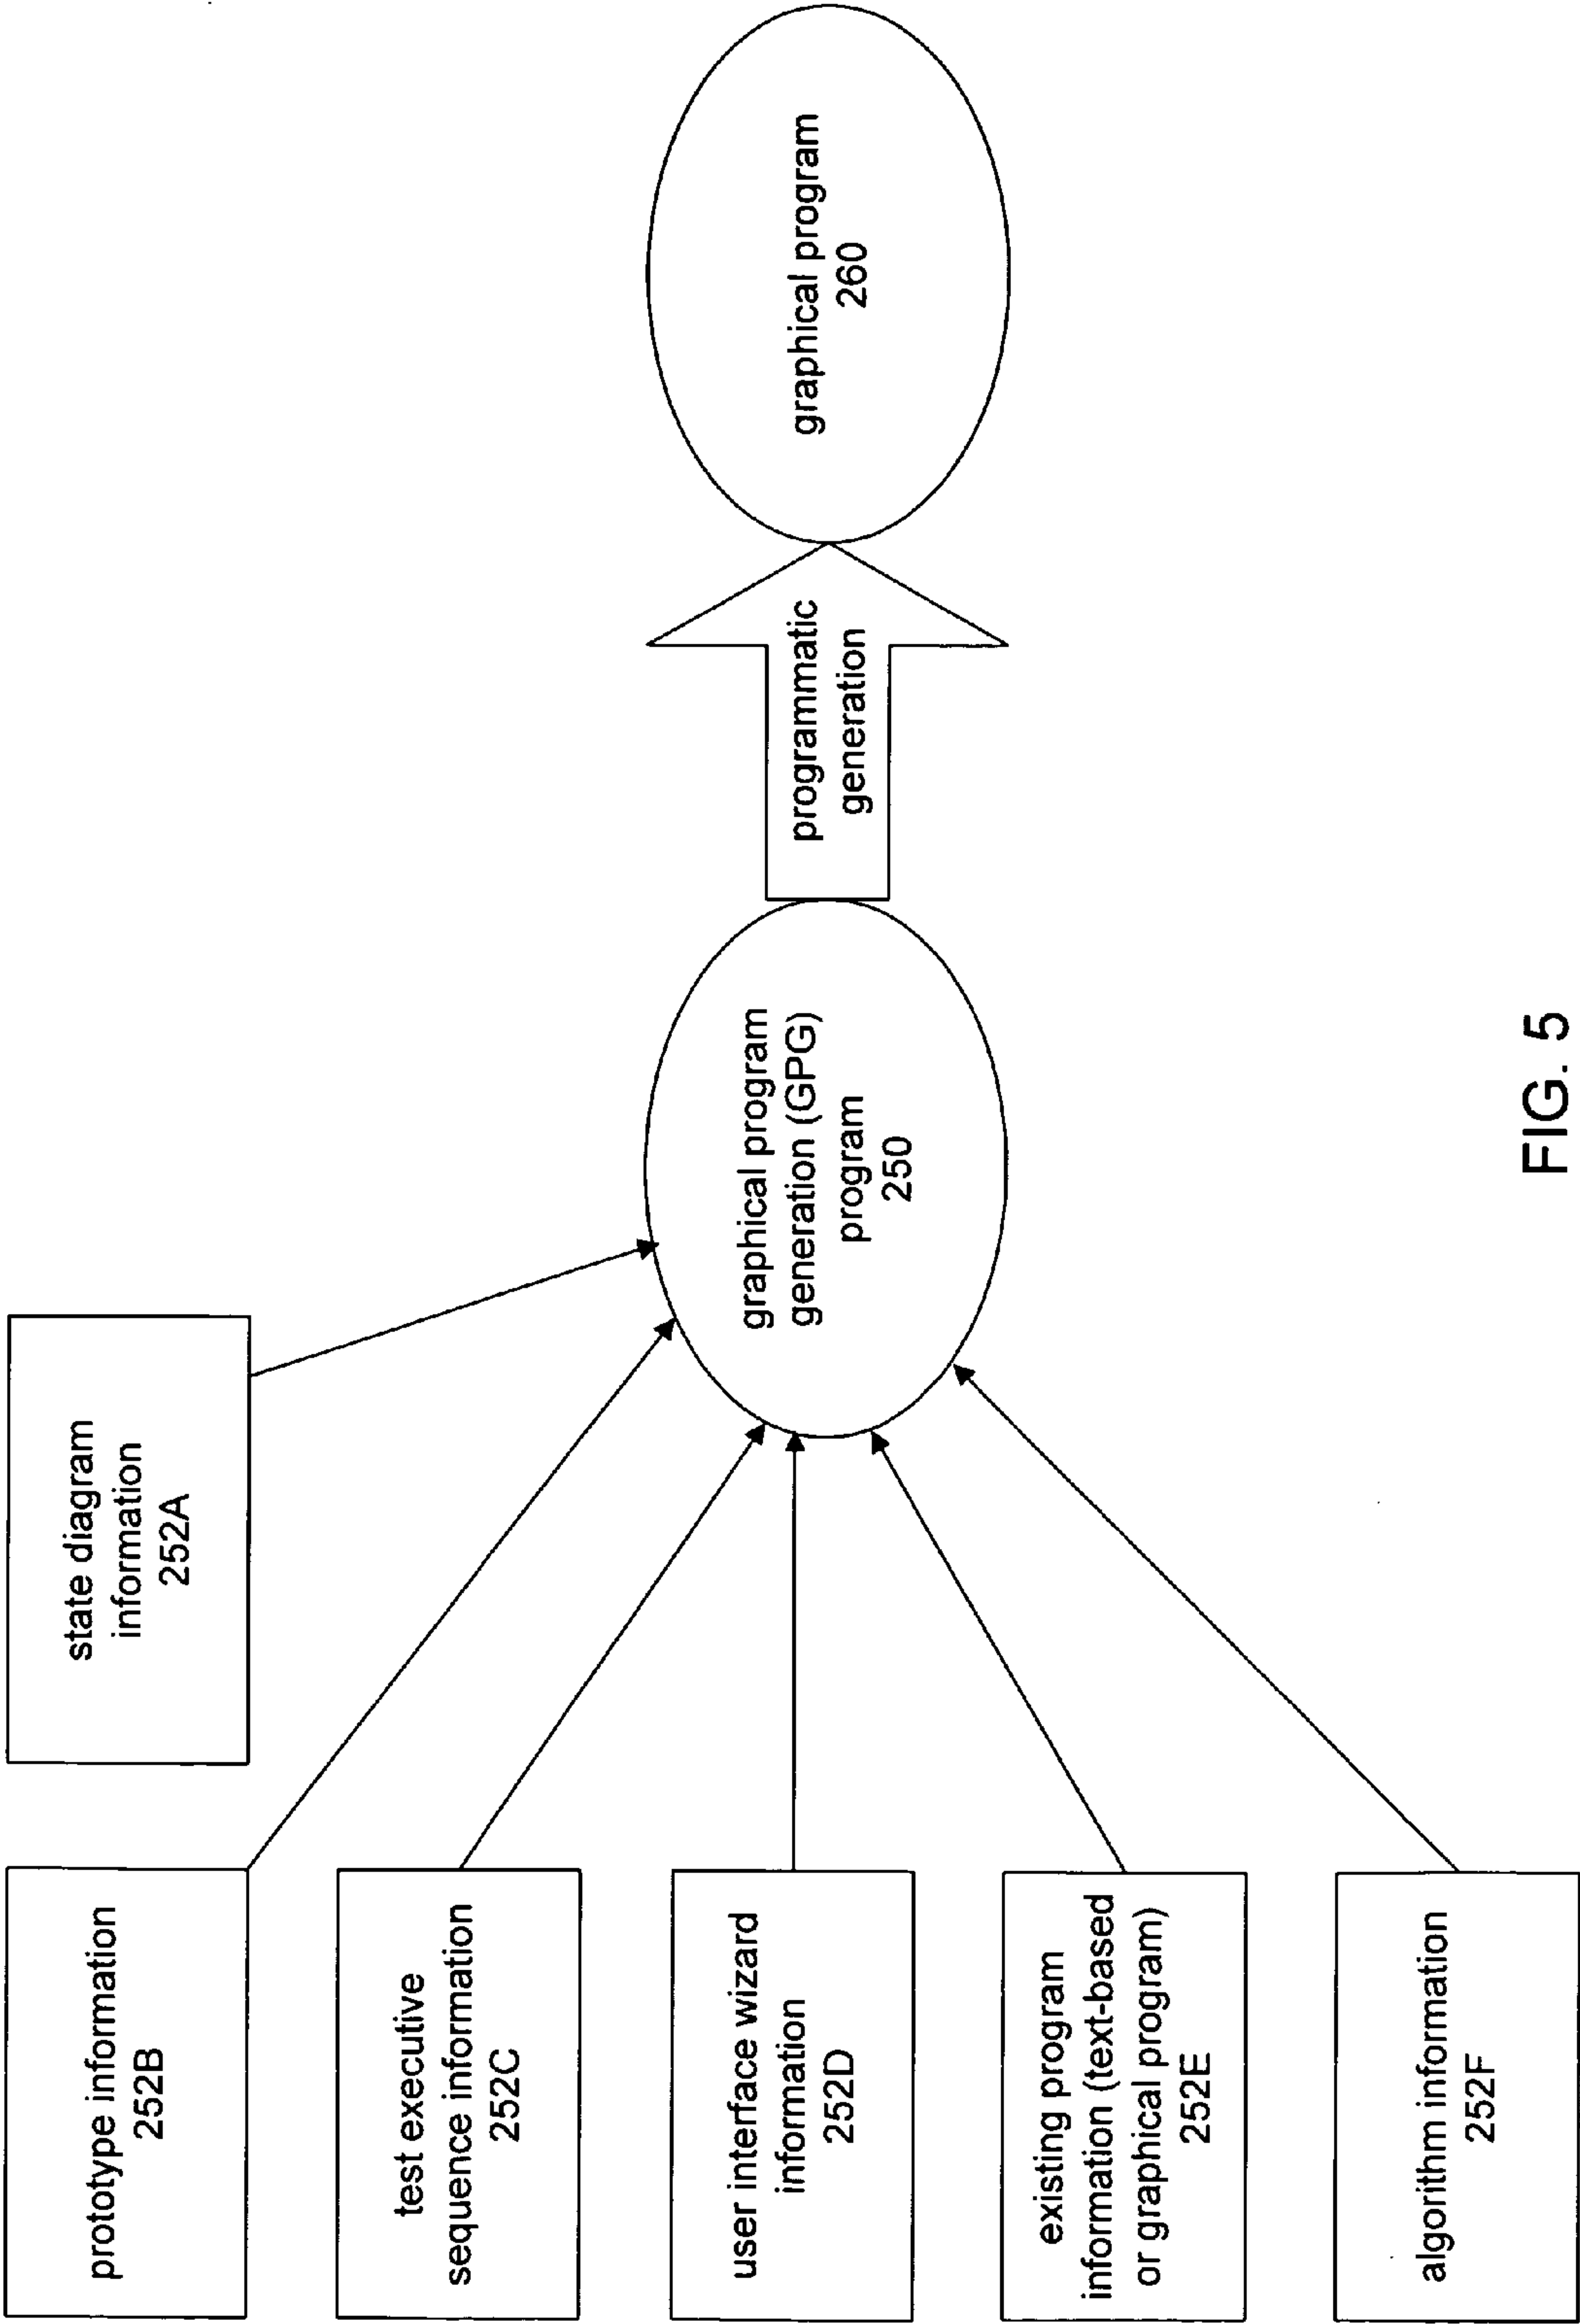 state diagram
information
252A
prototype information
252B
test executive
sequence information
252C
user interface wizard
information
252D
existing program
information (text-based
or graphical program)
252E
algorithm information
252F
graphical program
generation (GPG)
program
250
programmatic
generation
graphical program
260
FIG. 5